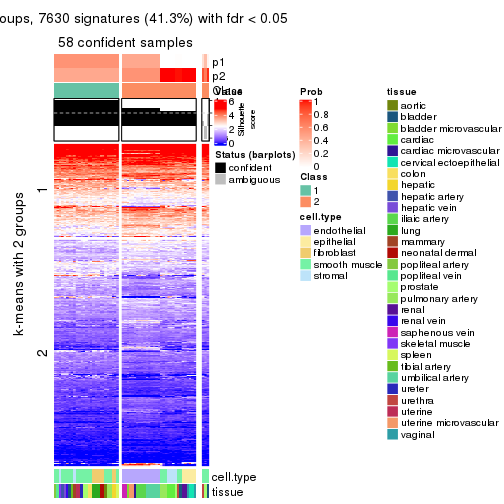 oups, 7630 signatures (41.3%) with fdr < 0.05
58 confident samples
p1
p2
Class
Silhouette
score
6
4
2
0
Status (barplots)
confident
ambiguous
k-means with 2 groups
1
2
cell.type
tissue
Prob
1
0.8
0.6
0.4
0.2
0
Class
1
2
cell.type
endothelial
epithelial
fibroblast
smooth muscle
stromal
tissue
aortic
bladder
bladder microvascular
cardiac
cardiac microvascular
cervical ectoepithelial
colon
hepatic
hepatic artery
hepatic vein
iliaic artery
lung
mammary
neonatal dermal
popliteal artery
popliteal vein
prostate
pulmonary artery
renal
renal vein
saphenous vein
skeletal muscle
spleen
tibial artery
umbilical artery
ureter
urethra
uterine
uterine microvascular
vaginal